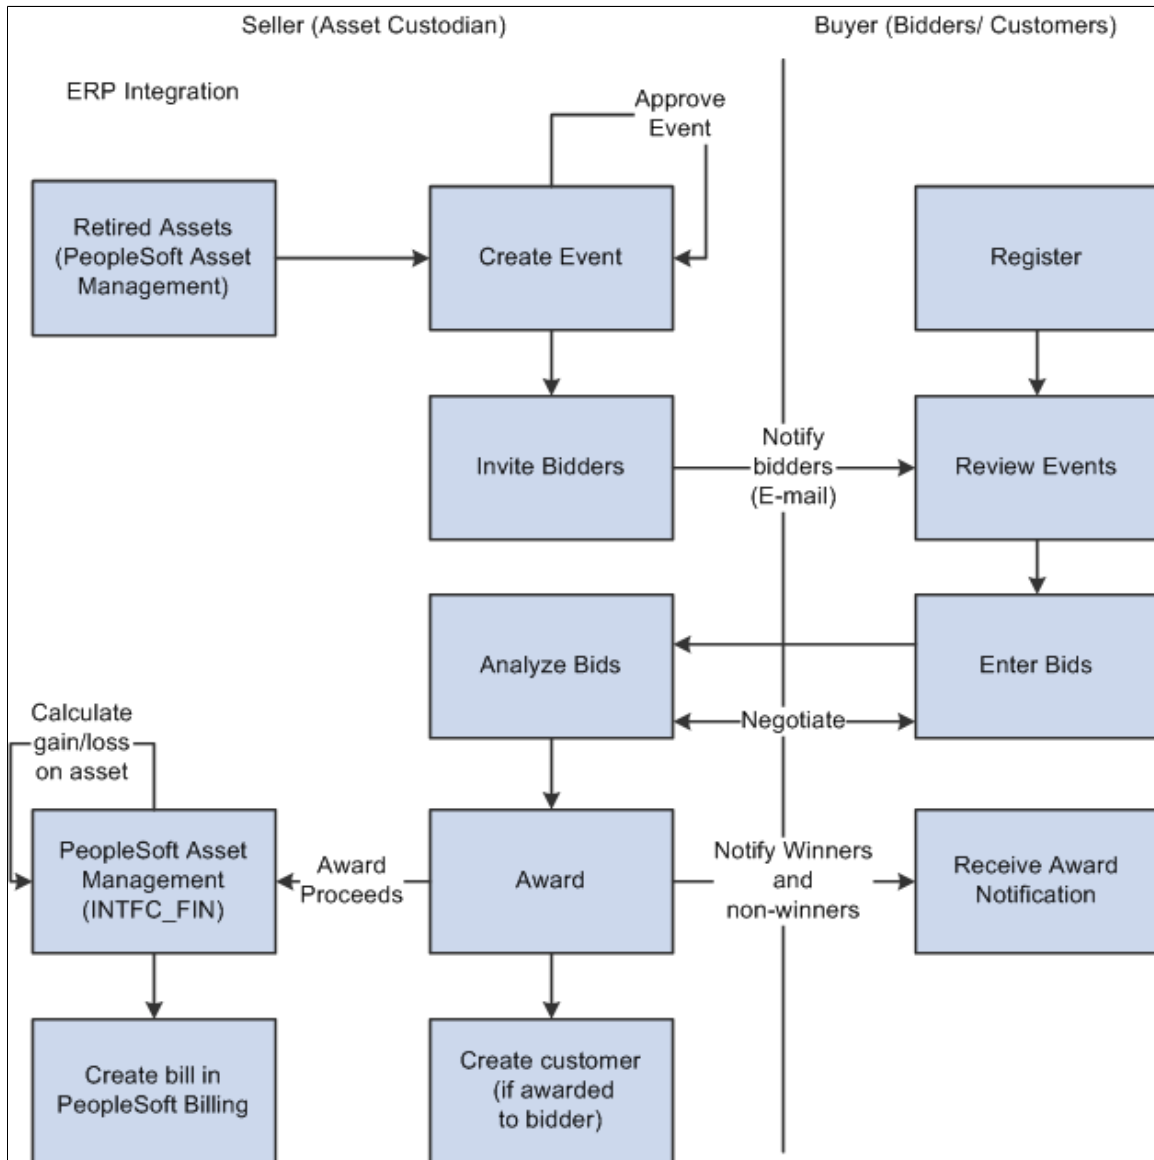 Seller (Asset Custodian)
Buyer (Bidders/ Customers)
ERP Integration
Approve
Event
Retired Assets
(PeopleSoft Asset
Management)
Create Event
Register
Invite Bidders
Notify
bidders
(E-mail)
Review Events
Analyze Bids
Enter Bids
Negotiate
Calculate
gain/loss
on asset
PeopleSoft Asset
Management
(INTFC_FIN)
Award
Proceeds
Award
Notify Winners
and
non-winners
Receive Award
Notification
Create bill in
PeopleSoft Billing
Create customer
(if awarded
to bidder)